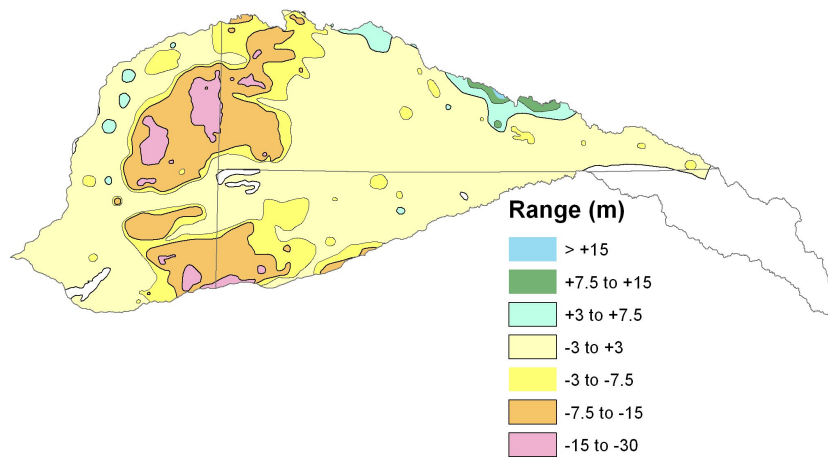 Range (m)
> +15
+7.5 to +15
+3 to +7.5
-3 to +3
-3 to -7.5
-7.5 to -15
-15 to -30